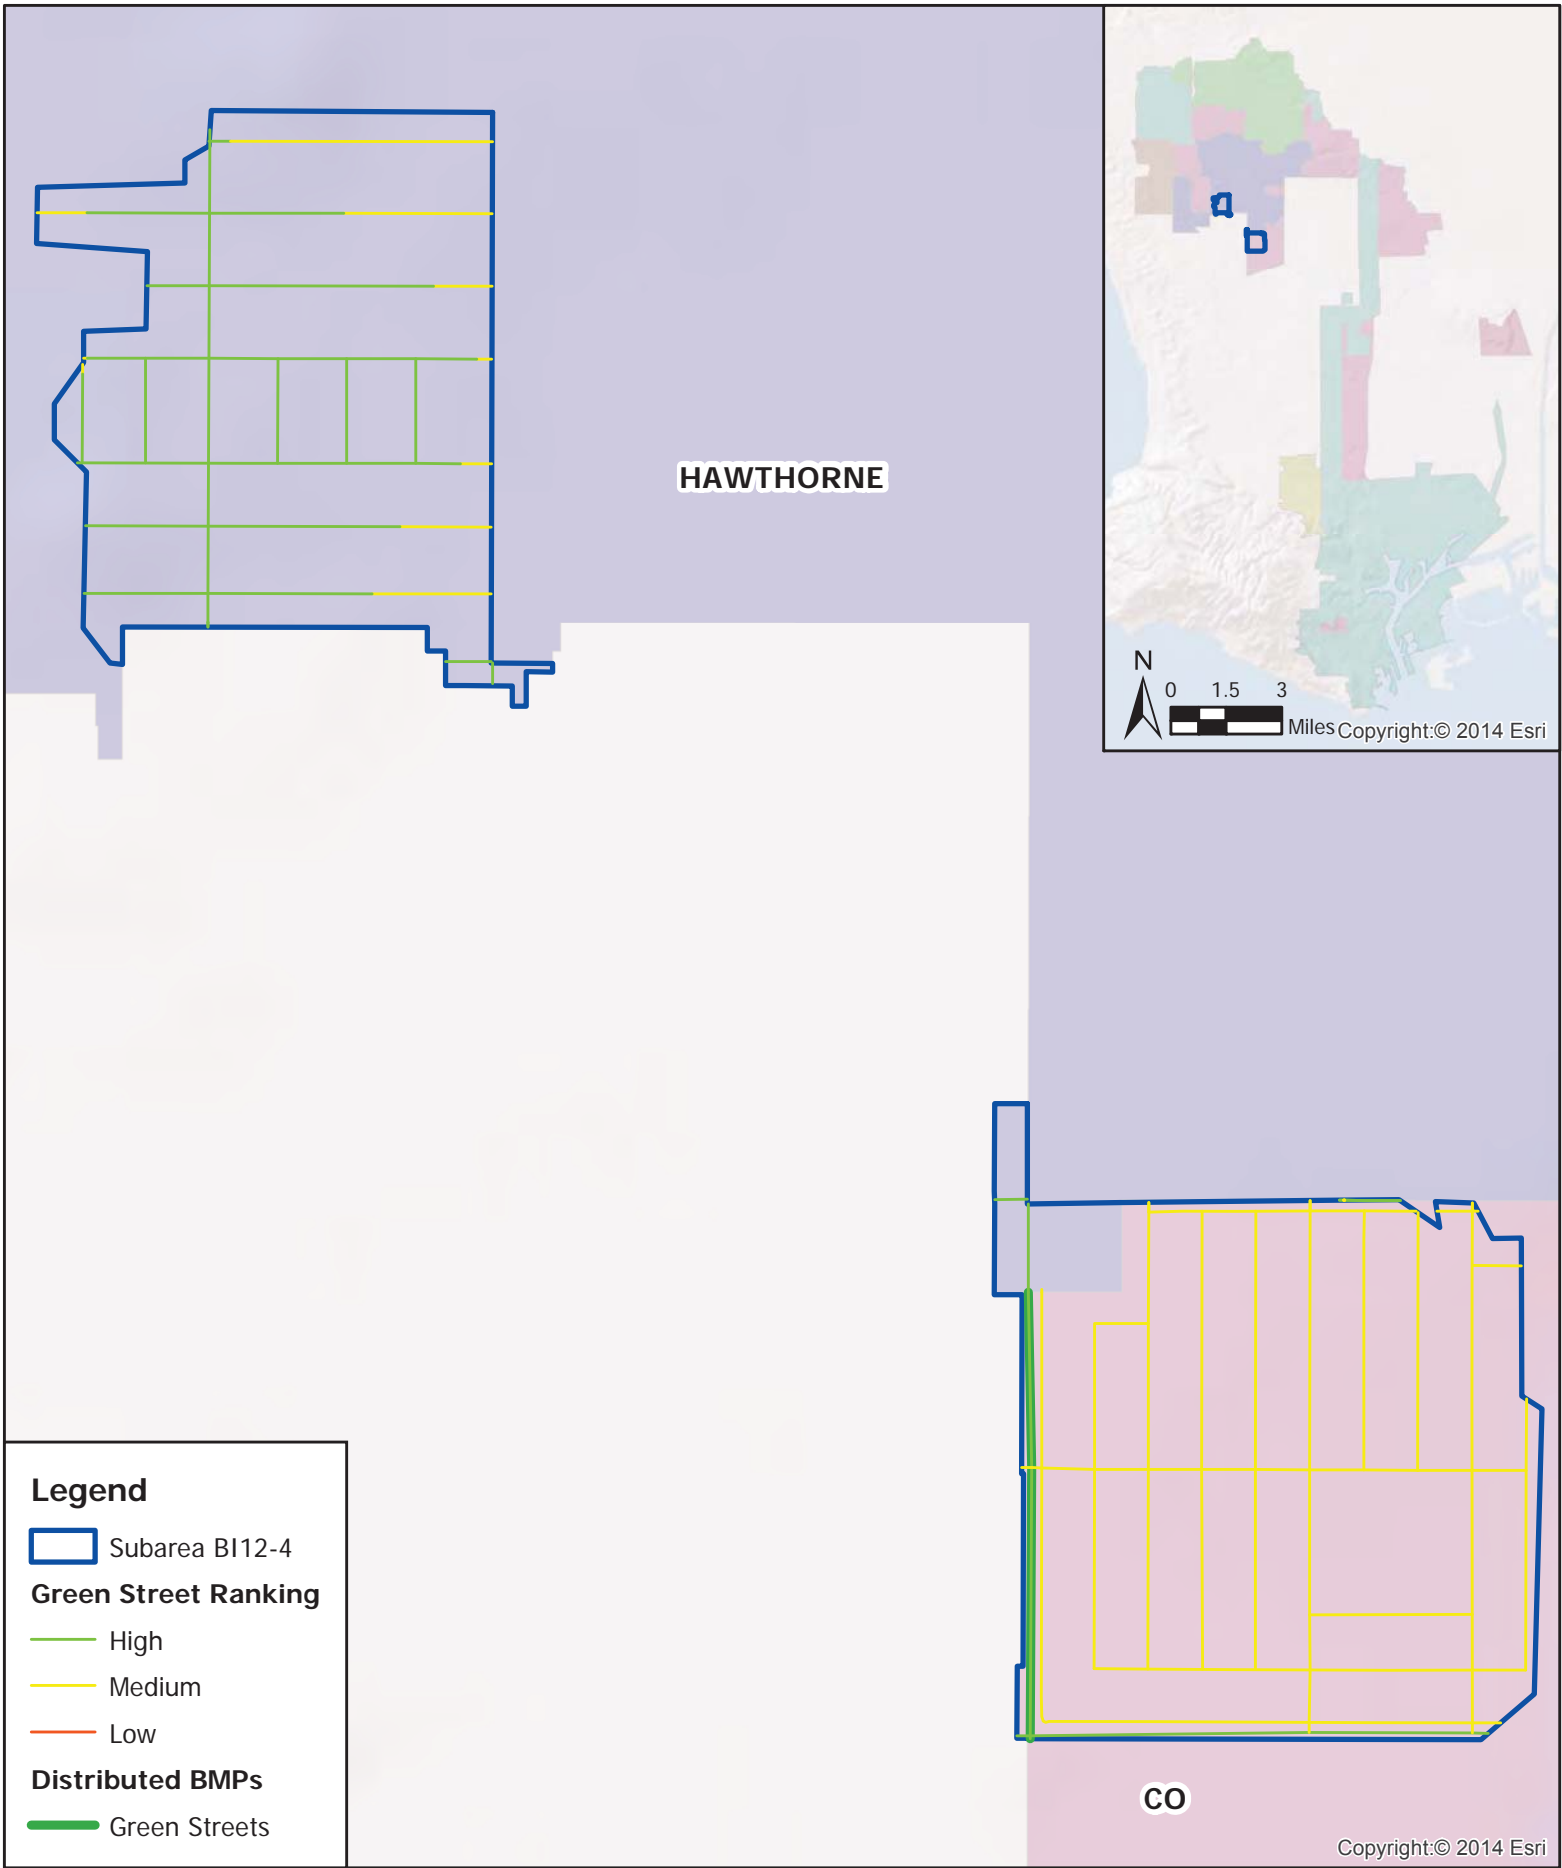 HAWTHORNE
N
0 1.5 3
Miles
Copyright:© 2014 Esri
Legend
Subarea BI12-4
Green Street Ranking
High
Medium
Low
Distributed BMPs
Green Streets
CO
Copyright:© 2014 Esri